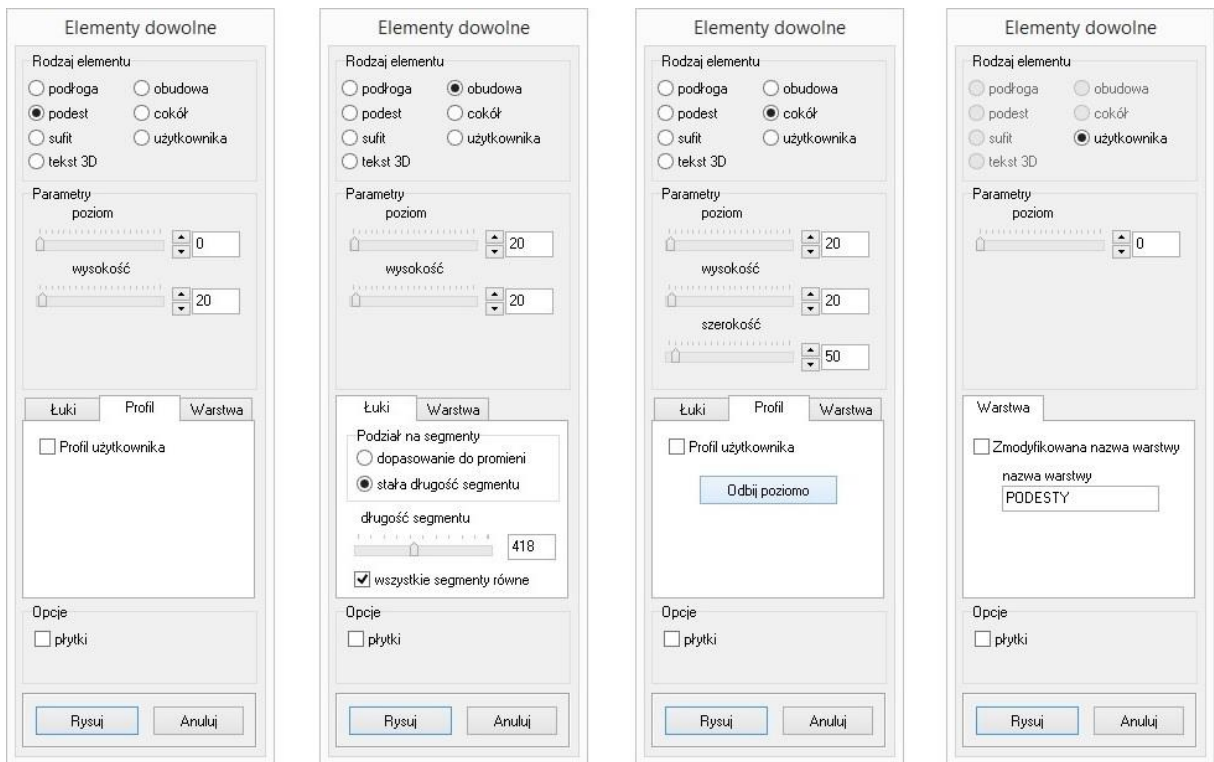 Elementy dowolne
Rodzaj elementu
podłoga obudowa
podest cokół
sufit użytkownika
tekst 3D
Parametry
poziom
0
wysokość
20
Łuki Profil Warstwa
Profil użytkownika
Opcje
płytki
Rysuj Anuluj
Elementy dowolne
Rodzaj elementu
podłoga obudowa
podest cokół
sufit użytkownika
tekst 3D
Parametry
poziom
20
wysokość
20
Łuki Warstwa
Podział na segmenty
dopasowanie do promieni
stała długość segmentu
długość segmentu
418
wszystkie segmenty równe
Opcje
płytki
Rysuj Anuluj
Elementy dowolne
Rodzaj elementu
podłoga obudowa
podest cokół
sufit użytkownika
tekst 3D
Parametry
poziom
20
wysokość
20
szerokość
50
Łuki Profil Warstwa
Profil użytkownika
Odbij poziomo
Opcje
płytki
Rysuj Anuluj
Elementy dowolne
Rodzaj elementu
podłoga obudowa
podest cokół
sufit użytkownika
tekst 3D
Parametry
poziom
0
Warstwa
Zmodyfikowana nazwa warstwy
nazwa warstwy
PODESTY
Opcje
płytki
Rysuj Anuluj